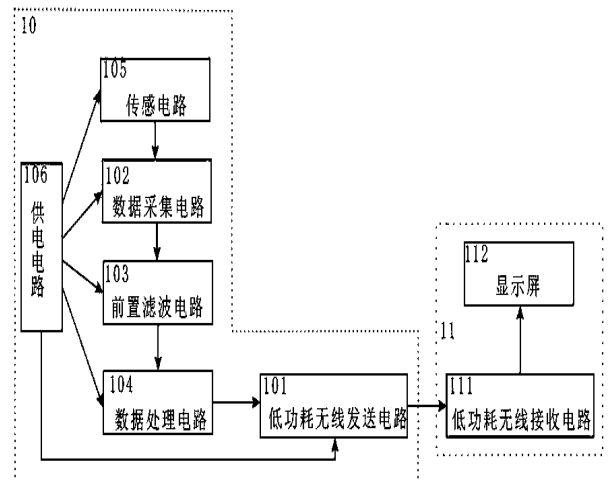 10
105
传感电路
106
供电电路
102
数据采集电路
103
前置滤波电路
104
数据处理电路
101
低功耗无线发送电路
11
112
显示屏
111
低功耗无线接收电路